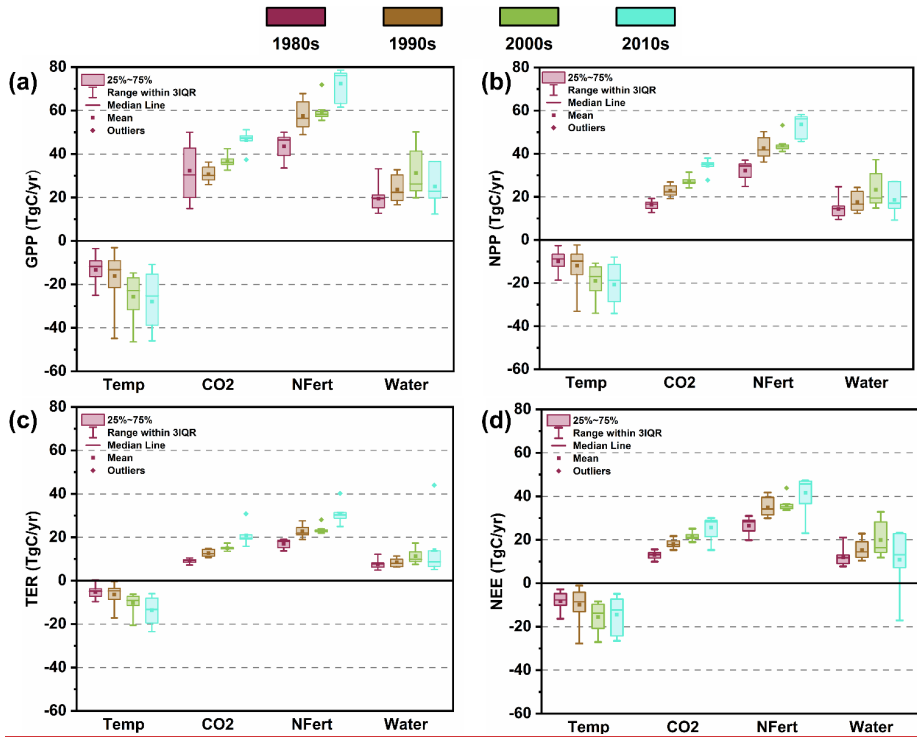 1980s 1990s 2000s 2010s
(a)
25%~75%
Range within 3IQR
Median Line
Mean
Outliers
GPP (TgC/yr)
80
60
40
20
0
-20
-40
-60
Temp CO2 NFert Water
(b)
25%~75%
Range within 3IQR
Median Line
Mean
Outliers
NPP (TgC/yr)
80
60
40
20
0
-20
-40
-60
Temp CO2 NFert Water
(c)
25%~75%
Range within 3IQR
Median Line
Mean
Outliers
TER (TgC/yr)
80
60
40
20
0
-20
-40
-60
Temp CO2 NFert Water
(d)
25%~75%
Range within 3IQR
Median Line
Mean
Outliers
NEE (TgC/yr)
80
60
40
20
0
-20
-40
-60
Temp CO2 NFert Water